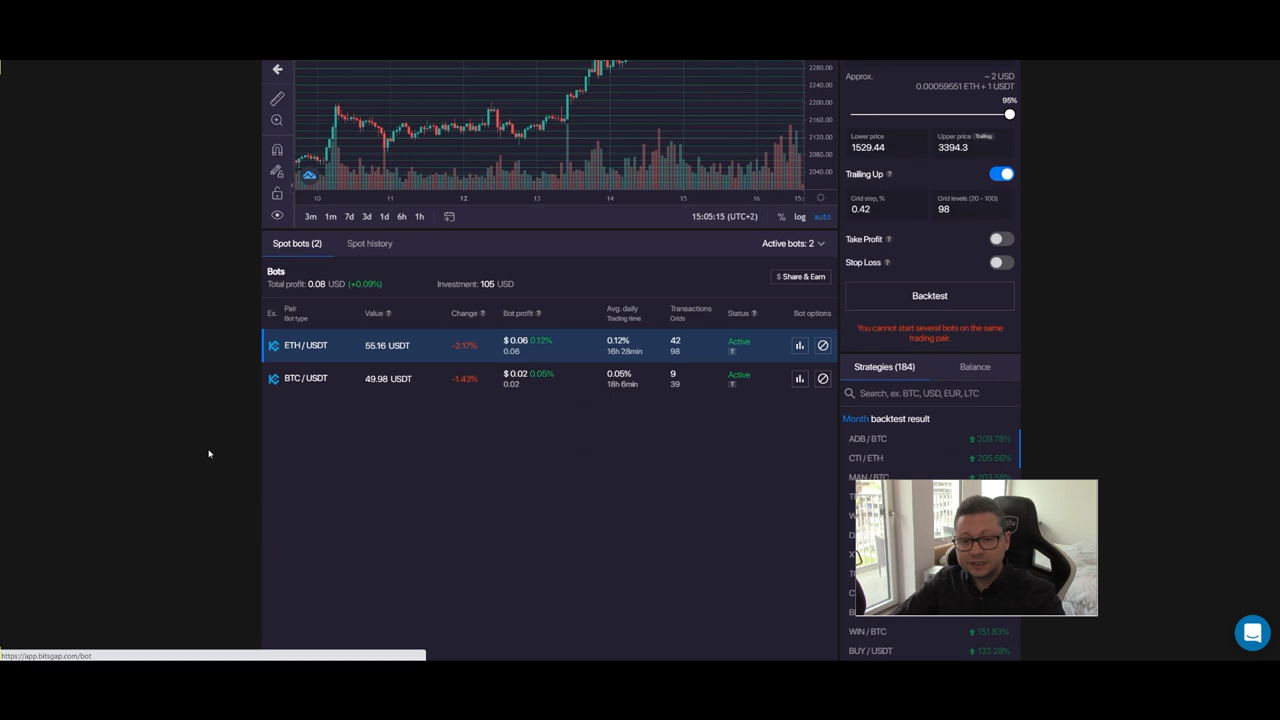 2280.00
2240.00
2200.00
2160.00
2120.00
2080.00
2040.00
10 11 12 13 14 15 15:
3m 1m 7d 3d 1d 6h 1h
15:05:15 (UTC+2) % log auto
Spot bots (2) Spot history Active bots: 2
Bots
Total profit: 0.08 USD (+0.09%) Investment: 105 USD
$ Share & Earn
Ex. Pair Value ? Change ? Bot profit ? Avg. daily Transactions Status ? Bot options
Bot type Trading time Grids
ETH / USDT 55.16 USDT -2.17% $ 0.06 0.12% 0.12% 42 Active
0.06 16h 28min 98 T
BTC / USDT 49.98 USDT -1.43% $ 0.02 0.05% 0.05% 9 Active
0.02 18h 6min 39 T
Approx. ~ 2 USD
0.00059551 ETH + 1 USDT
95%
Lower price Upper price Trailing
1529.44 3394.3
Trailing Up ?
Grid step, % Grid levels (20 - 100)
0.42 98
Take Profit ?
Stop Loss ?
Backtest
You cannot start several bots on the same
trading pair.
Strategies (184) Balance
Search, ex. BTC, USD, EUR, LTC
Month backtest result
ADB / BTC 209.78%
CTI / ETH 205.66%
MAN / BTC 203.58%
WIN / BTC 151.83%
BUY / USDT 133.28%
https://app.bitsgap.com/bot